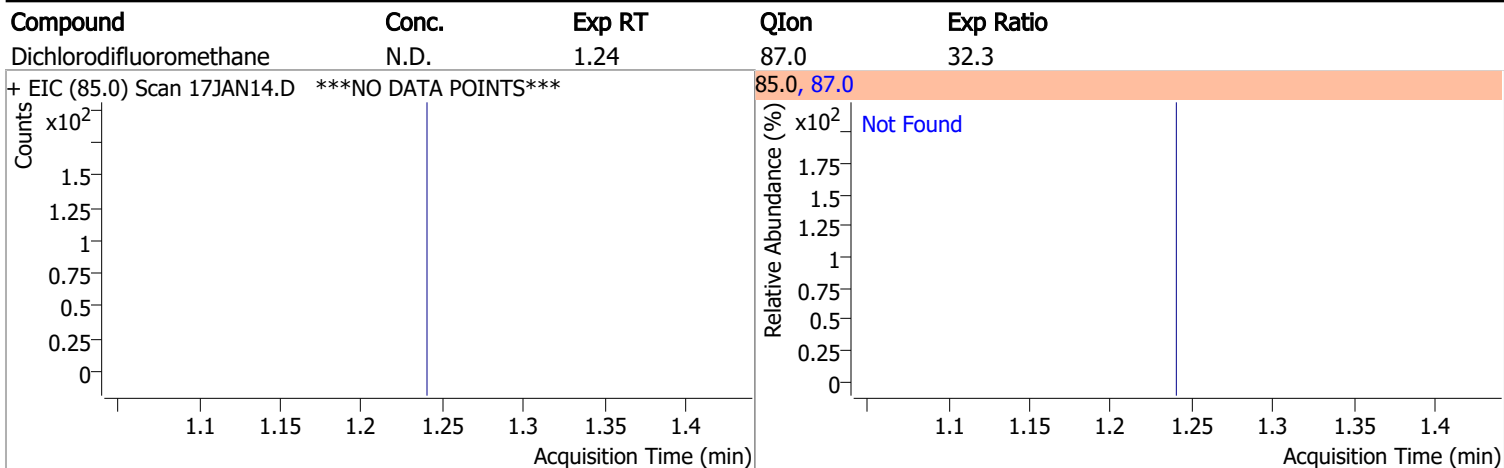 Compound Conc. Exp RT QIon Exp Ratio
Dichlorodifluoromethane N.D. 1.24 87.0 32.3
+ EIC (85.0) Scan 17JAN14.D ***NO DATA POINTS***
Counts
x10²
1.5
1.25
1
0.75
0.5
0.25
0
1.1 1.15 1.2 1.25 1.3 1.35 1.4
Acquisition Time (min)
85.0, 87.0
Relative Abundance (%)
x10²
Not Found
1.75
1.5
1.25
1
0.75
0.5
0.25
0
1.1 1.15 1.2 1.25 1.3 1.35 1.4
Acquisition Time (min)